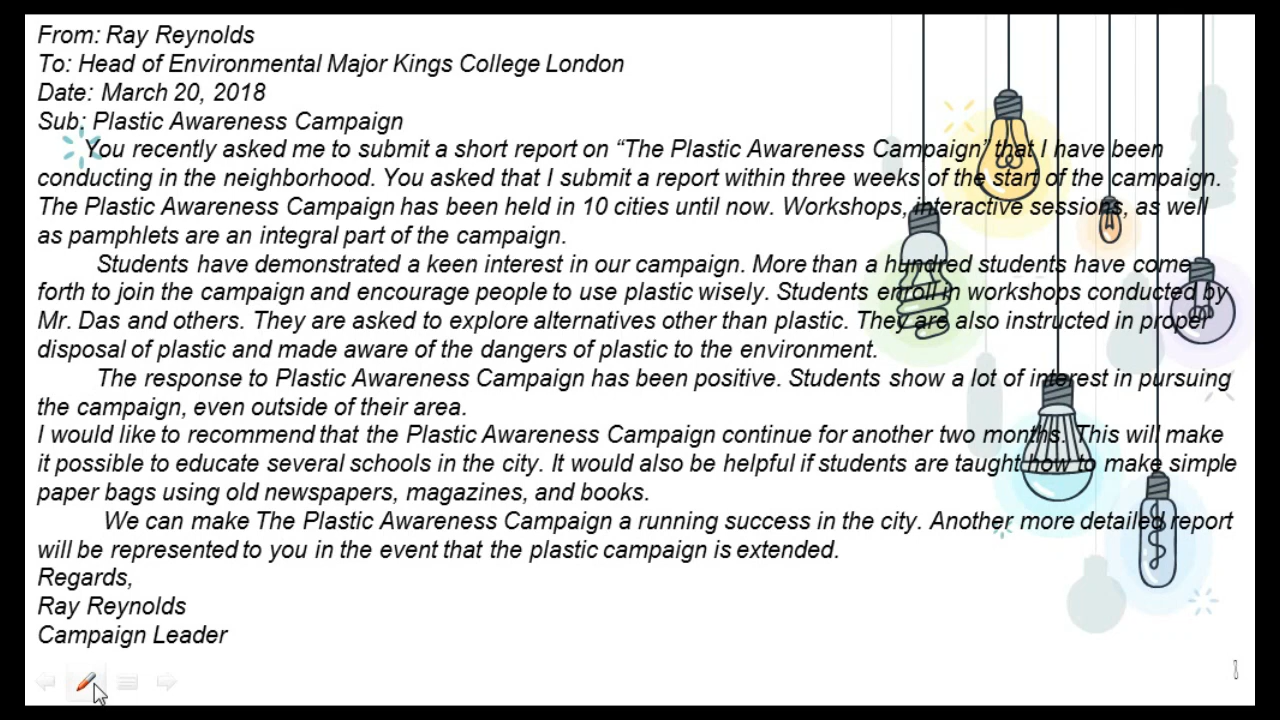 From: Ray Reynolds
To: Head of Environmental Major Kings College London
Date: March 20, 2018
Sub: Plastic Awareness Campaign
You recently asked me to submit a short report on “The Plastic Awareness Campaign” that I have been
conducting in the neighborhood. You asked that I submit a report within three weeks of the start of the campaign.
The Plastic Awareness Campaign has been held in 10 cities until now. Workshops, interactive sessions, as well
as pamphlets are an integral part of the campaign.
Students have demonstrated a keen interest in our campaign. More than a hundred students have come
forth to join the campaign and encourage people to use plastic wisely. Students enroll in workshops conducted by
Mr. Das and others. They are asked to explore alternatives other than plastic. They are also instructed in proper
disposal of plastic and made aware of the dangers of plastic to the environment.
The response to Plastic Awareness Campaign has been positive. Students show a lot of interest in pursuing
the campaign, even outside of their area.
I would like to recommend that the Plastic Awareness Campaign continue for another two months. This will make
it possible to educate several schools in the city. It would also be helpful if students are taught how to make simple
paper bags using old newspapers, magazines, and books.
We can make The Plastic Awareness Campaign a running success in the city. Another more detailed report
will be represented to you in the event that the plastic campaign is extended.
Regards,
Ray Reynolds
Campaign Leader